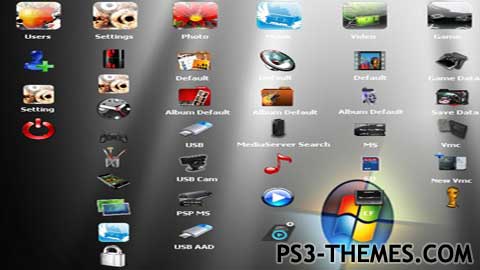 Users Settings Photo Music Video Game
Default Default Default Game Data
Setting Album Default Album Default Album Default Save Data
USB MediaServer Search MS Vmc
USB Cam New Vmc
PSP MS
USB AAD
PS3-THEMES.COM